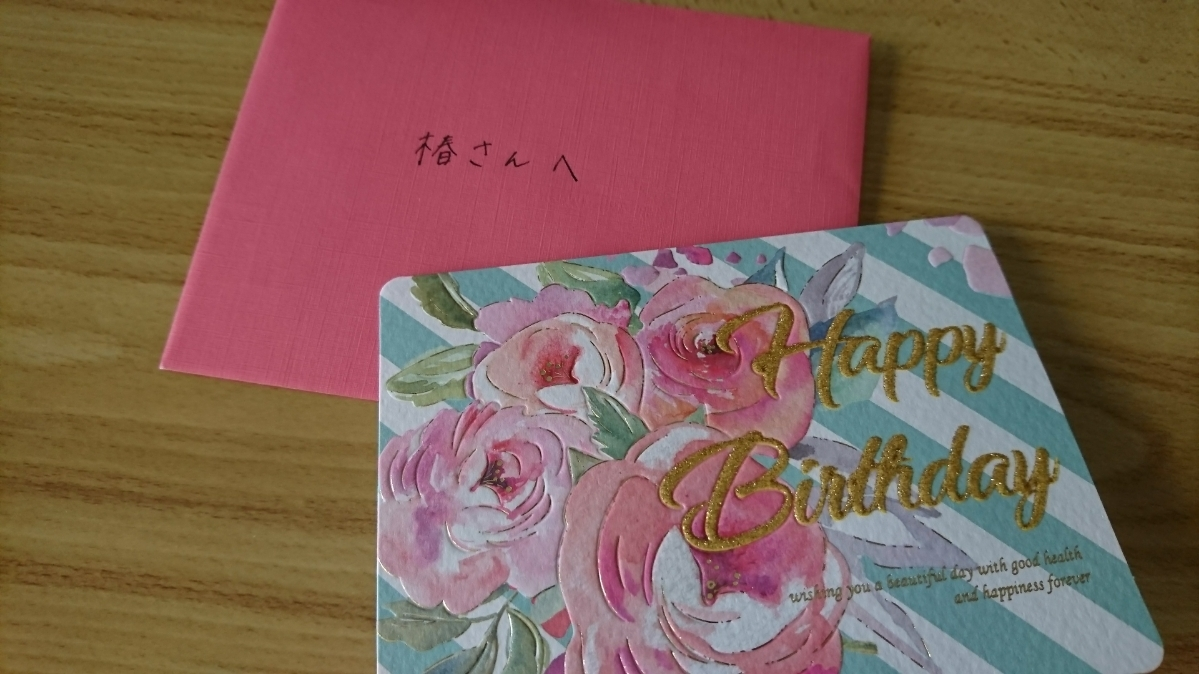 椿さんへ
Happy
Birthday
wishing you a beautiful day with good health
and happiness forever